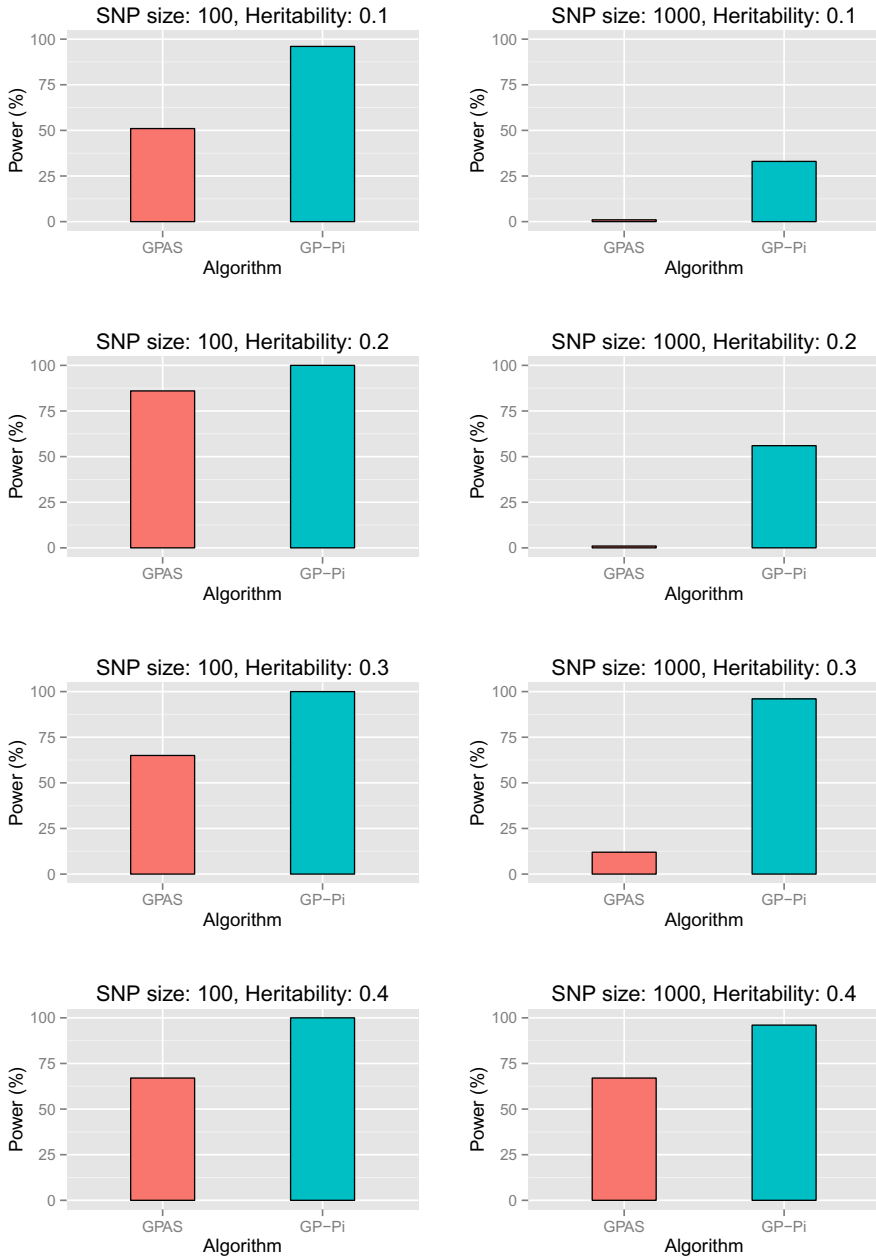 SNP size: 100, Heritability: 0.1
100
75
50
25
0
Power (%)
GPAS GP−Pi
Algorithm
SNP size: 1000, Heritability: 0.1
100
75
50
25
0
Power (%)
GPAS GP−Pi
Algorithm
SNP size: 100, Heritability: 0.2
100
75
50
25
0
Power (%)
GPAS GP−Pi
Algorithm
SNP size: 1000, Heritability: 0.2
100
75
50
25
0
Power (%)
GPAS GP−Pi
Algorithm
SNP size: 100, Heritability: 0.3
100
75
50
25
0
Power (%)
GPAS GP−Pi
Algorithm
SNP size: 1000, Heritability: 0.3
100
75
50
25
0
Power (%)
GPAS GP−Pi
Algorithm
SNP size: 100, Heritability: 0.4
100
75
50
25
0
Power (%)
GPAS GP−Pi
Algorithm
SNP size: 1000, Heritability: 0.4
100
75
50
25
0
Power (%)
GPAS GP−Pi
Algorithm